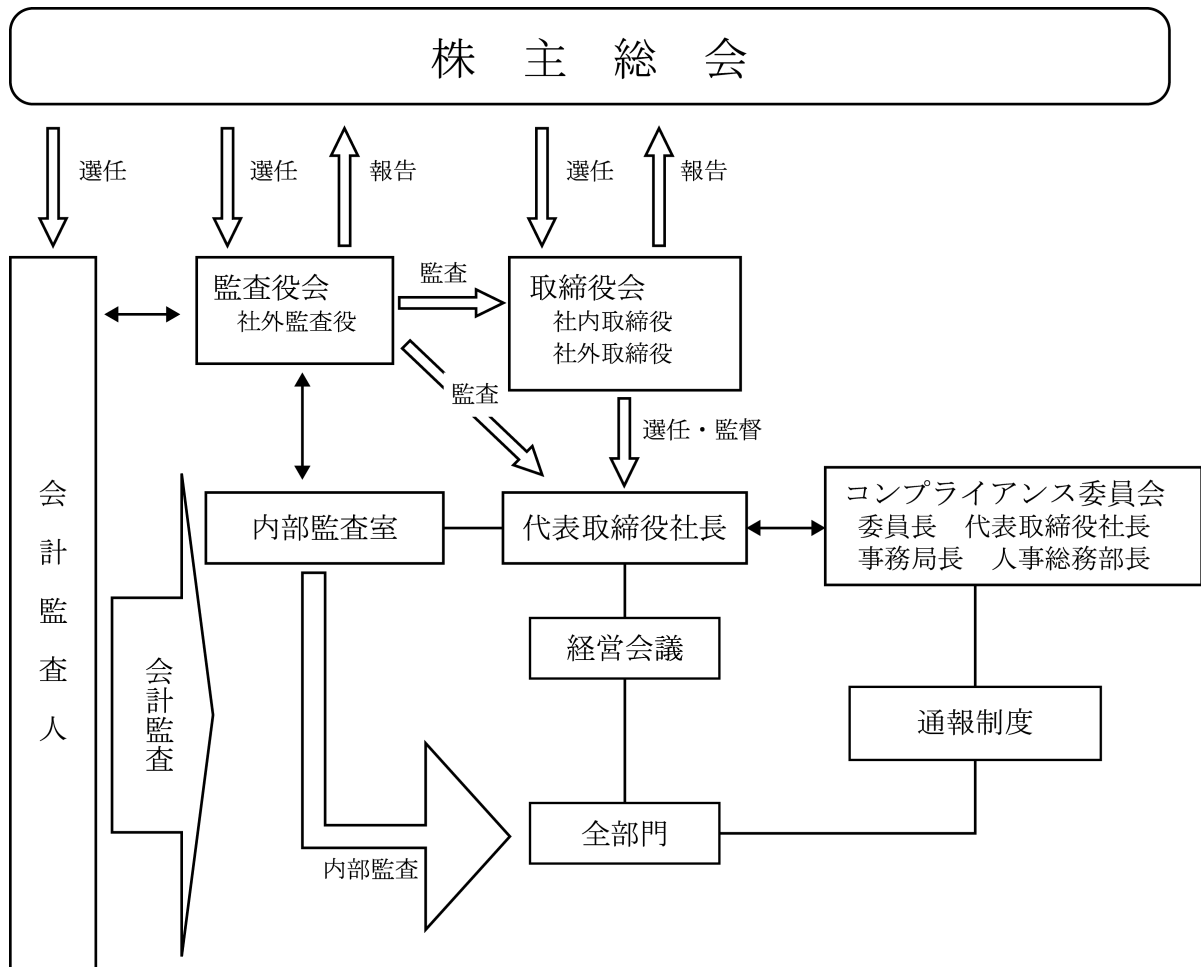 株主総会
選任
選任
報告
選任
報告
監査役会
社外監査役
監査
取締役会
社内取締役
社外取締役
監査
選任・監督
会計監査人
内部監査室
代表取締役社長
コンプライアンス委員会
委員長　代表取締役社長
事務局長　人事総務部長
経営会議
会計監査
通報制度
全部門
内部監査